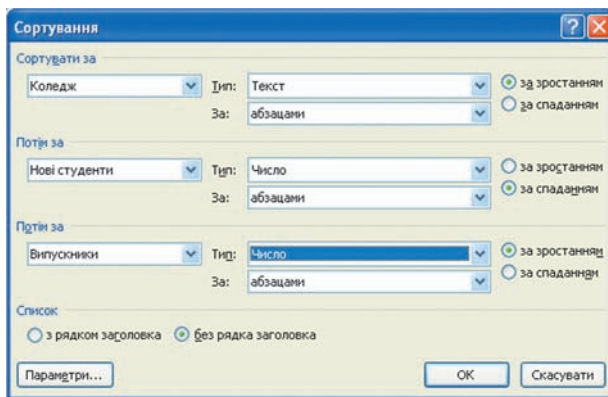 Сортування
Сортувати за
Коледж Тип: Текст за зростанням
За: абзацами за спаданням
Потім за
Нові студенти Тип: Число за зростанням
За: абзацами за спаданням
Потім за
Випускники Тип: Число за зростанням
За: абзацами за спаданням
Список
з рядком заголовка без рядка заголовка
Параметри... ОК Скасувати